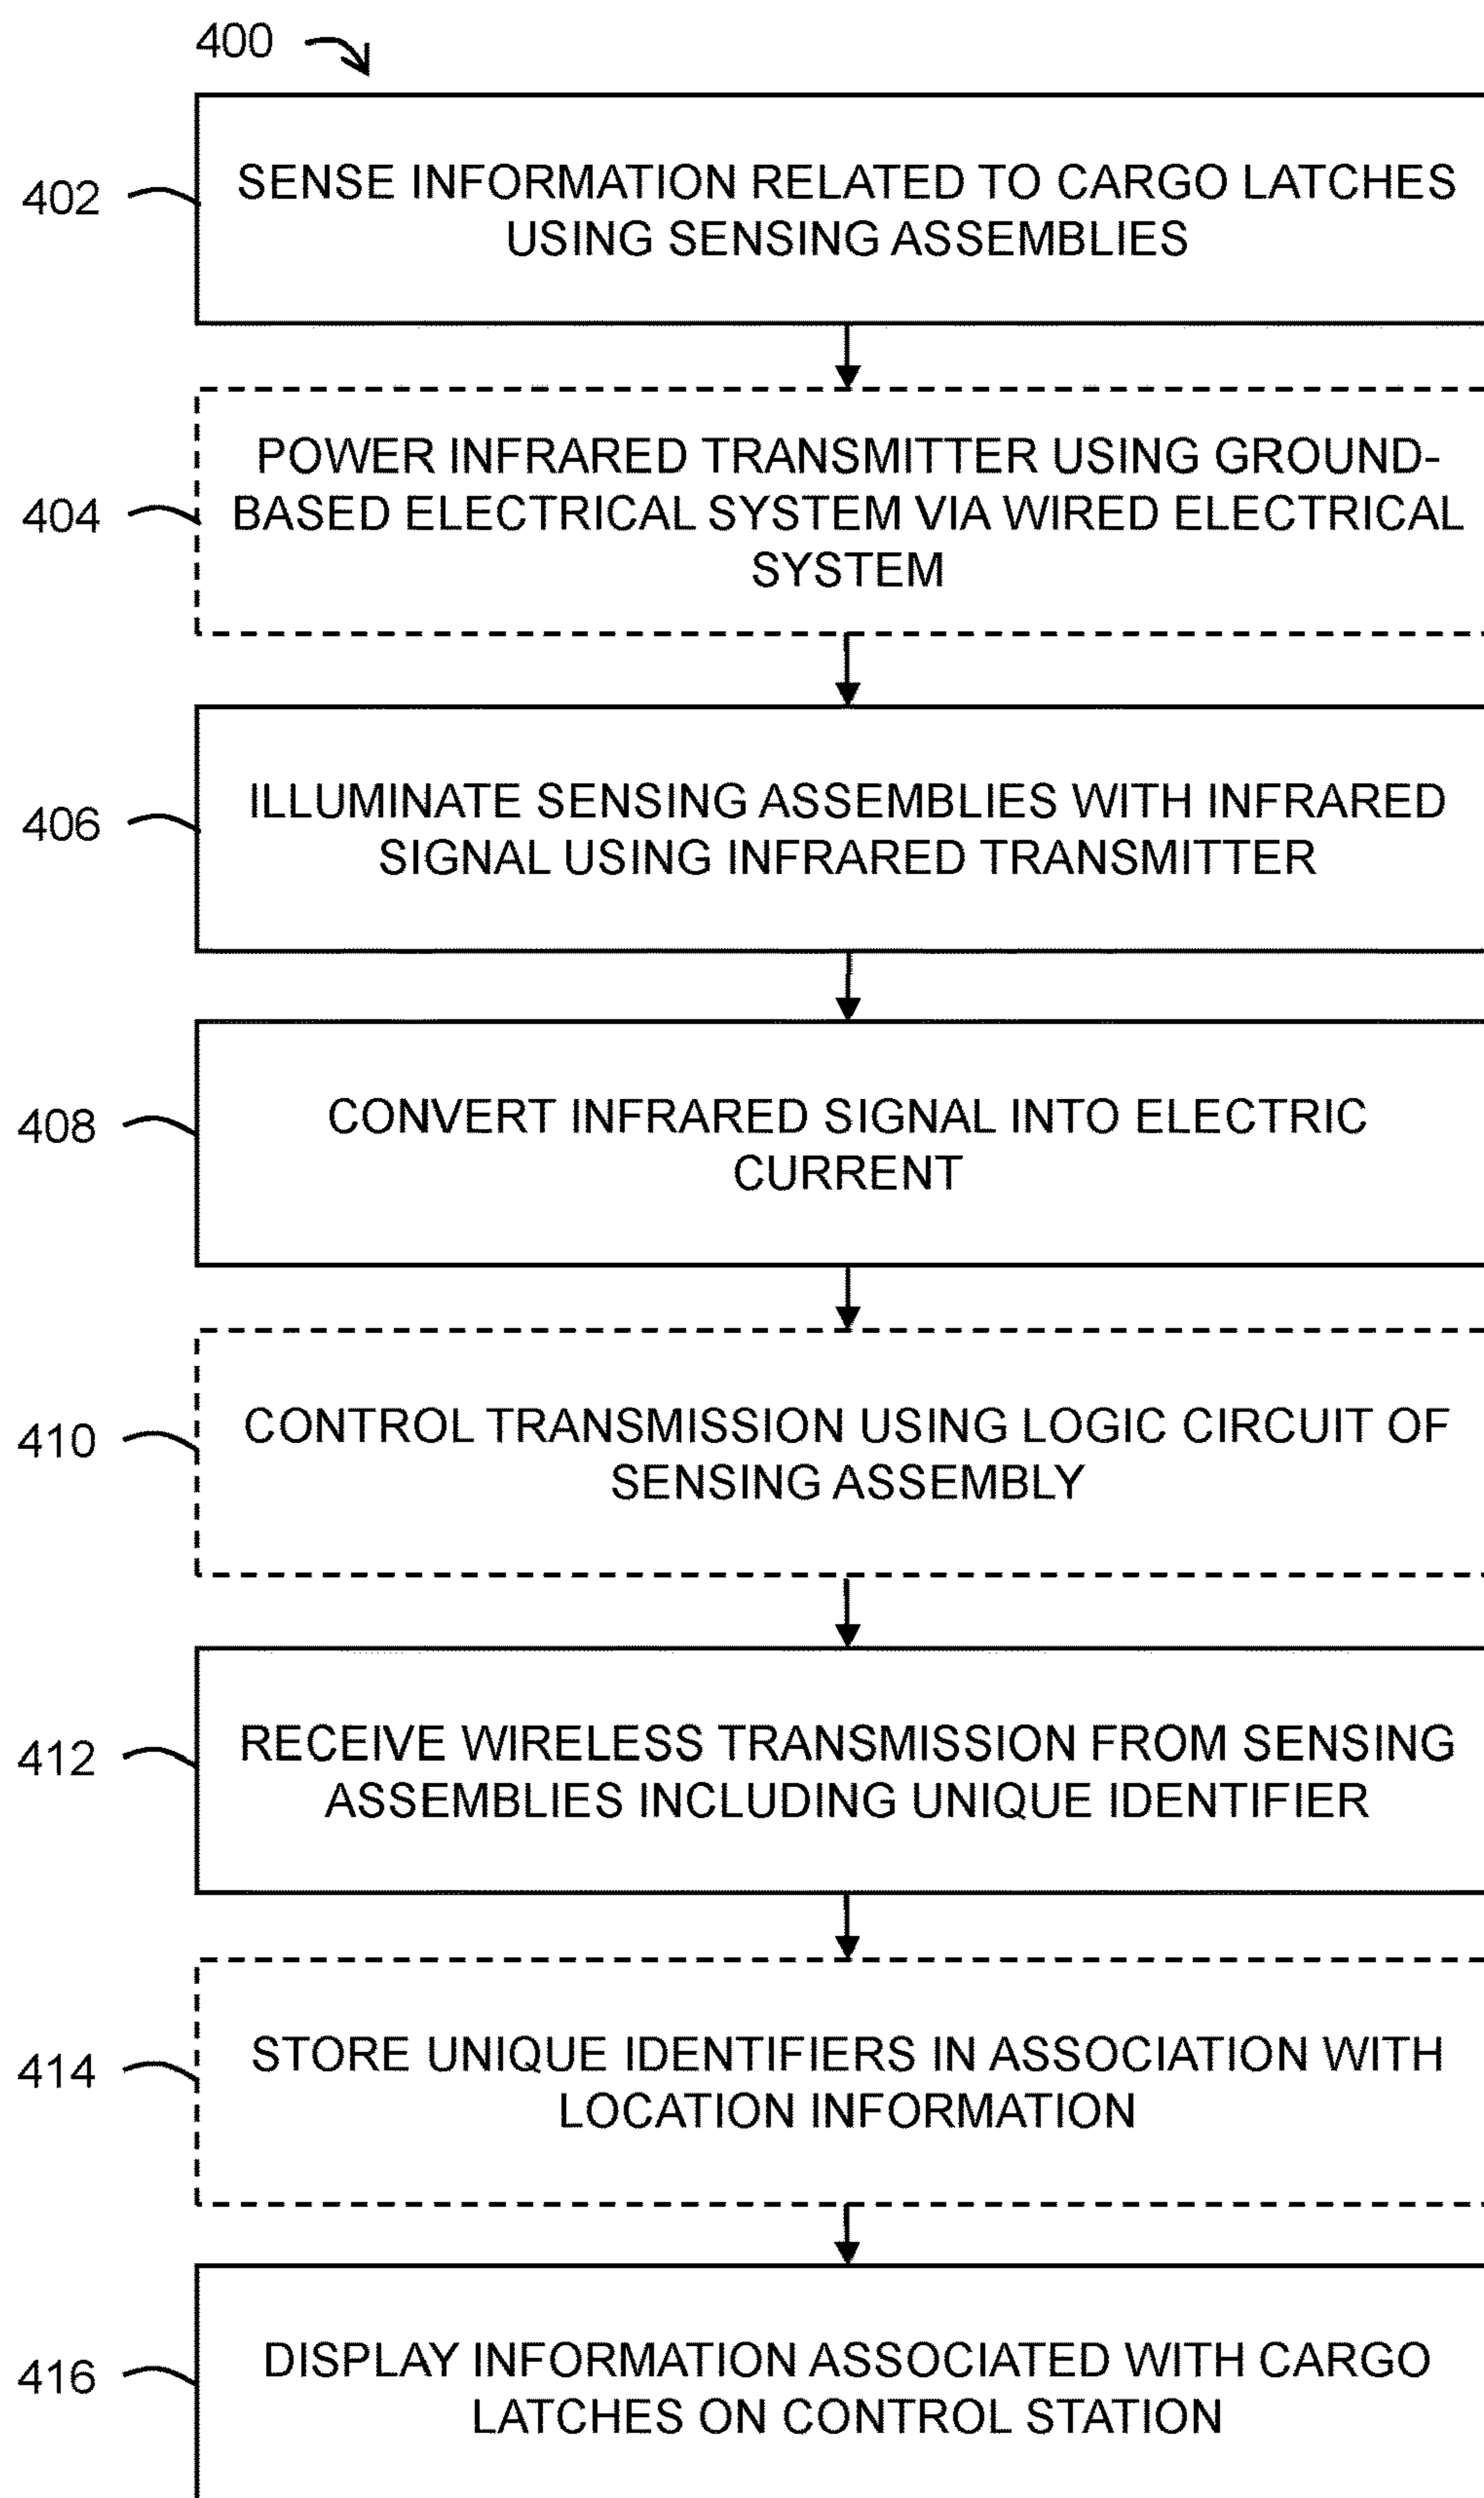 400
402
SENSE INFORMATION RELATED TO CARGO LATCHES
USING SENSING ASSEMBLIES
404
POWER INFRARED TRANSMITTER USING GROUND-
BASED ELECTRICAL SYSTEM VIA WIRED ELECTRICAL
SYSTEM
406
ILLUMINATE SENSING ASSEMBLIES WITH INFRARED
SIGNAL USING INFRARED TRANSMITTER
408
CONVERT INFRARED SIGNAL INTO ELECTRIC
CURRENT
410
CONTROL TRANSMISSION USING LOGIC CIRCUIT OF
SENSING ASSEMBLY
412
RECEIVE WIRELESS TRANSMISSION FROM SENSING
ASSEMBLIES INCLUDING UNIQUE IDENTIFIER
414
STORE UNIQUE IDENTIFIERS IN ASSOCIATION WITH
LOCATION INFORMATION
416
DISPLAY INFORMATION ASSOCIATED WITH CARGO
LATCHES ON CONTROL STATION